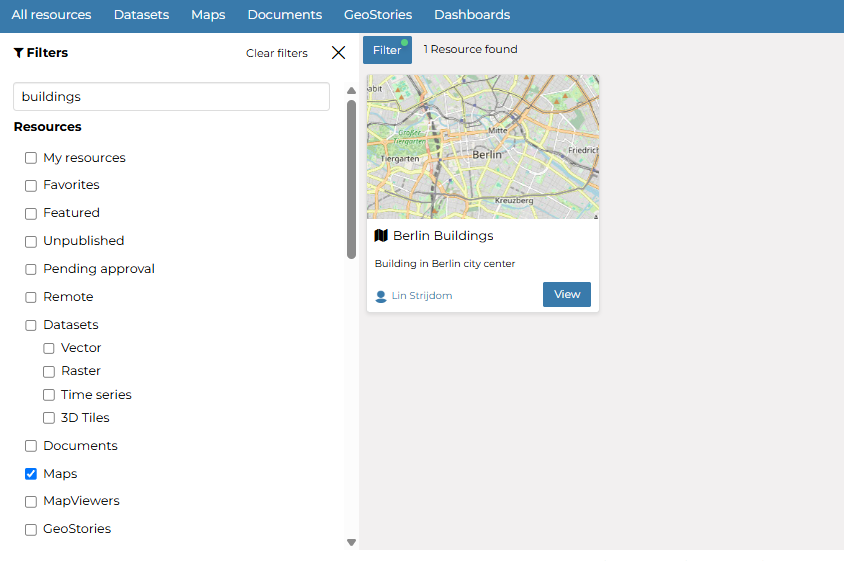 All resources Datasets Maps Documents GeoStories Dashboards
Filters Clear filters
buildings
Resources
My resources
Favorites
Featured
Unpublished
Pending approval
Remote
Datasets
Vector
Raster
Time series
3D Tiles
Documents
Maps
MapViewers
GeoStories
Filter 1 Resource found
abit
Mitte
Großer
Tiergarten
Tiergarten
Berlin
Friedrich
Kreuzberg
Berlin Buildings
Building in Berlin city center
Lin Strijdom View